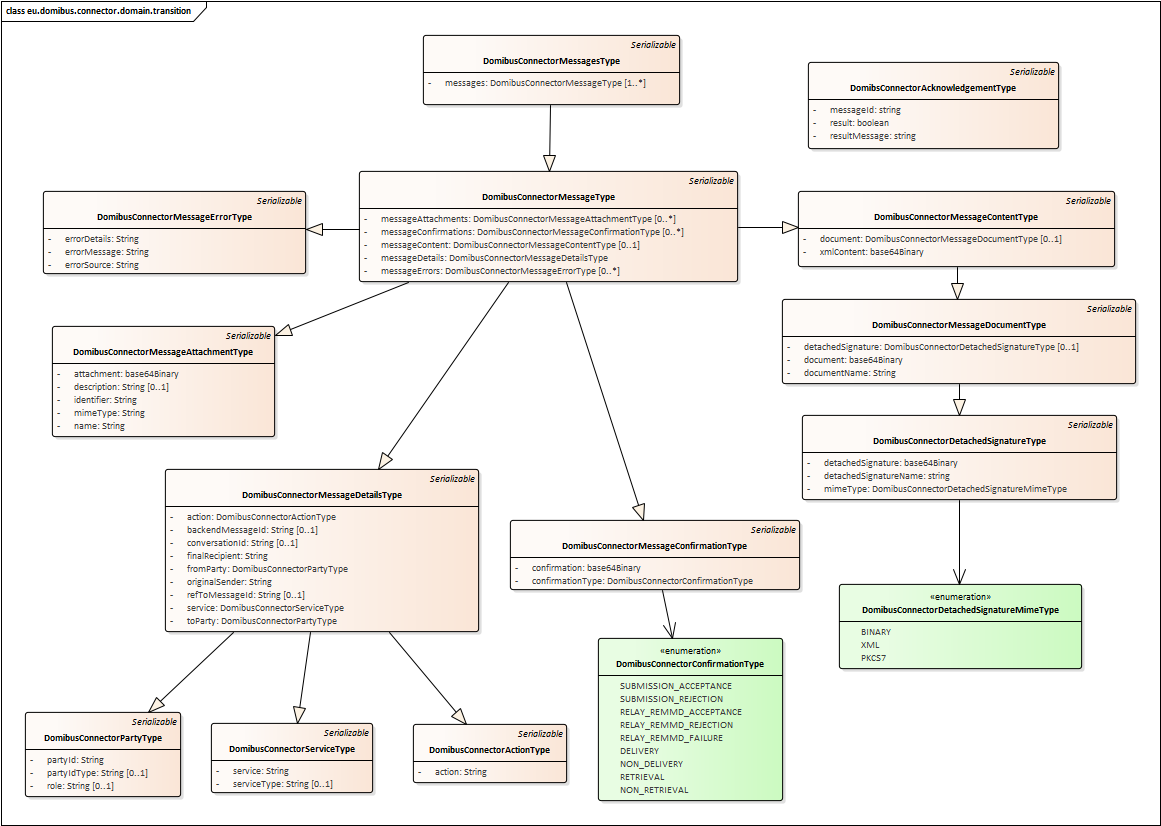 class eu.domibus.connector.domain.transition
Serializable
DomibusConnectorMessagesType
- messages: DomibusConnectorMessageType [1..*]
Serializable
DomibsConnectorAcknowledgementType
- messageId: string
- result: boolean
- resultMessage: string
Serializable
DomibusConnectorMessageType
- messageAttachments: DomibusConnectorMessageAttachmentType [0..*]
- messageConfirmations: DomibusConnectorMessageConfirmationType [0..*]
- messageContent: DomibusConnectorMessageContentType [0..1]
- messageDetails: DomibusConnectorMessageDetailsType
- messageErrors: DomibusConnectorMessageErrorType [0..*]
Serializable
DomibusConnectorMessageErrorType
- errorDetails: String
- errorMessage: String
- errorSource: String
Serializable
DomibusConnectorMessageContentType
- document: DomibusConnectorMessageDocumentType [0..1]
- xmlContent: base64Binary
Serializable
DomibusConnectorMessageDocumentType
- detachedSignature: DomibusConnectorDetachedSignatureType [0..1]
- document: base64Binary
- documentName: String
Serializable
DomibusConnectorMessageAttachmentType
- attachment: base64Binary
- description: String [0..1]
- identifier: String
- mimeType: String
- name: String
Serializable
DomibusConnectorDetachedSignatureType
- detachedSignature: base64Binary
- detachedSignatureName: string
- mimeType: DomibusConnectorDetachedSignatureMimeType
Serializable
DomibusConnectorMessageDetailsType
- action: DomibusConnectorActionType
- backendMessageId: String [0..1]
- conversationId: String [0..1]
- finalRecipient: String
- fromParty: DomibusConnectorPartyType
- originalSender: String
- refToMessageId: String [0..1]
- service: DomibusConnectorServiceType
- toParty: DomibusConnectorPartyType
Serializable
DomibusConnectorMessageConfirmationType
- confirmation: base64Binary
- confirmationType: DomibusConnectorConfirmationType
«enumeration»
DomibusConnectorDetachedSignatureMimeType
BINARY
XML
PKCS7
«enumeration»
DomibusConnectorConfirmationType
SUBMISSION_ACCEPTANCE
SUBMISSION_REJECTION
RELAY_REMMD_ACCEPTANCE
RELAY_REMMD_REJECTION
RELAY_REMMD_FAILURE
DELIVERY
NON_DELIVERY
RETRIEVAL
NON_RETRIEVAL
Serializable
DomibusConnectorPartyType
- partyId: String
- partyIdType: String [0..1]
- role: String [0..1]
Serializable
DomibusConnectorServiceType
- service: String
- serviceType: String [0..1]
Serializable
DomibusConnectorActionType
- action: String